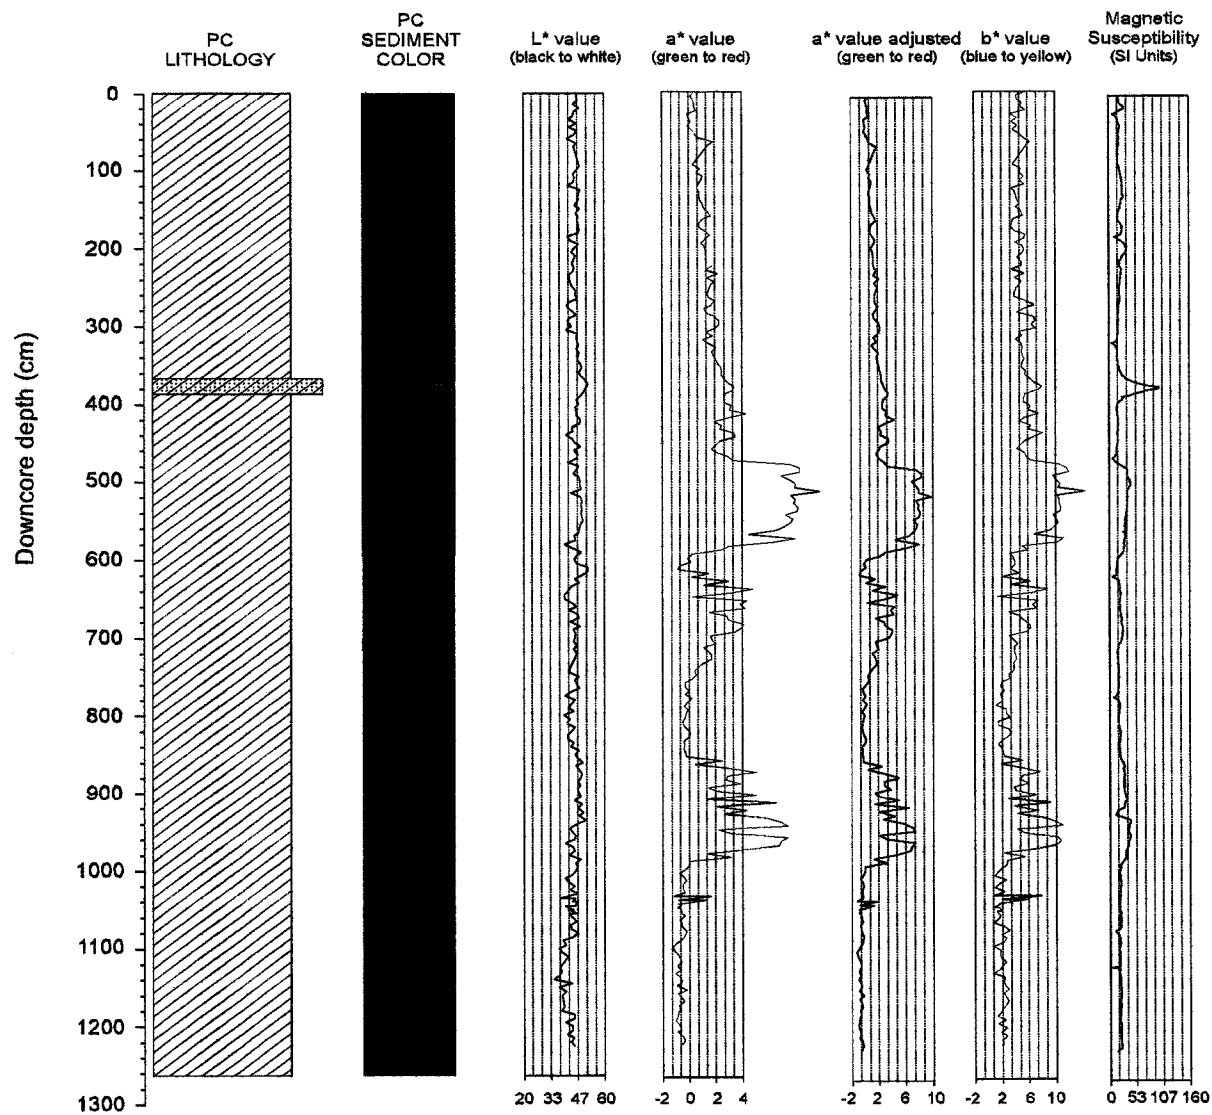 PC
LITHOLOGY
PC
SEDIMENT
COLOR
L* value
(black to white)
a* value
(green to red)
a* value adjusted
(green to red)
b* value
(blue to yellow)
Magnetic
Susceptibility
(SI Units)
Downcore depth (cm)
0
100
200
300
400
500
600
700
800
900
1000
1100
1200
1300
20 33 47 60
-2 0 2 4
-2 2 6 10
-2 2 6 10
0 53 107 160